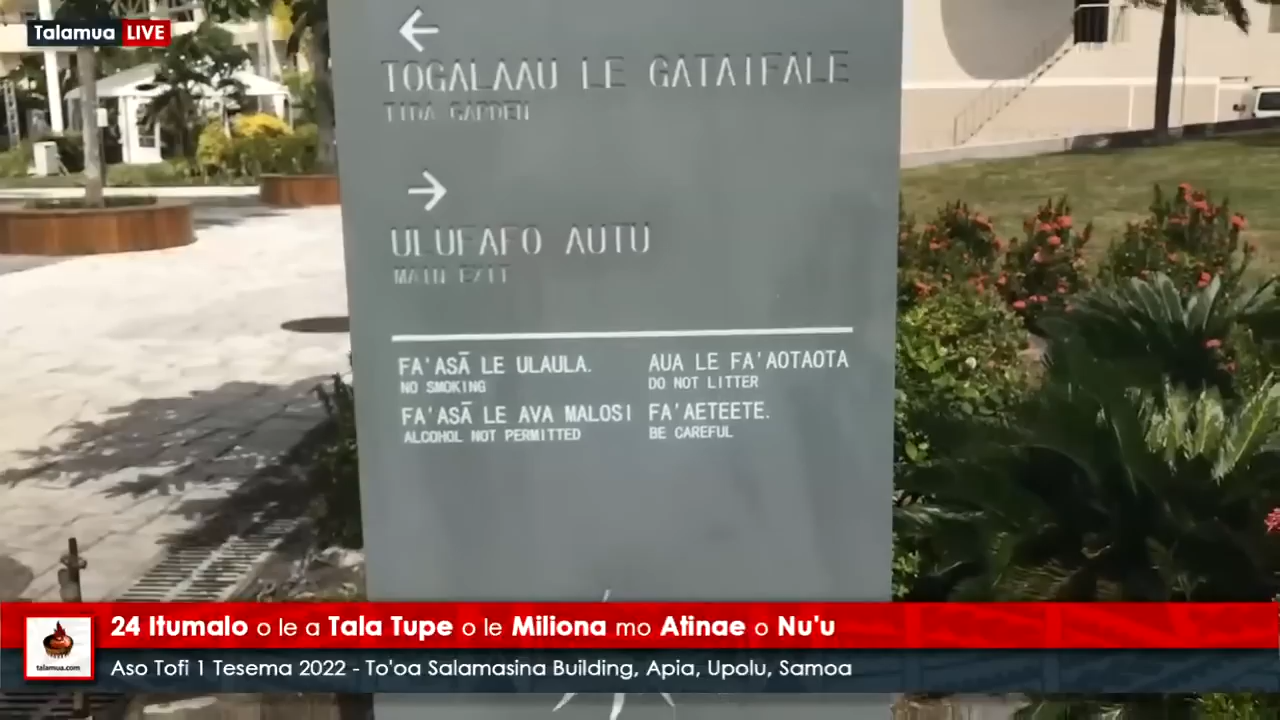 Talamua LIVE
TOGALAAU LE GATAIFALE
GARDEN
ULUFAFO AUTU
MAIN EXIT
FA'ASĀ LE ULAULA.
NO SMOKING
FA'ASĀ LE AVA MALOSI
ALCOHOL NOT PERMITTED
AUA LE FA'AOTAOTA
DO NOT LITTER
FA'AETEETE.
BE CAREFUL
24 Itumalo o le a Tala Tupe o le Miliona mo Atinae o Nu'u
talamua.com
Aso Tofi 1 Tesema 2022 - To'oa Salamasina Building, Apia, Upolu, Samoa